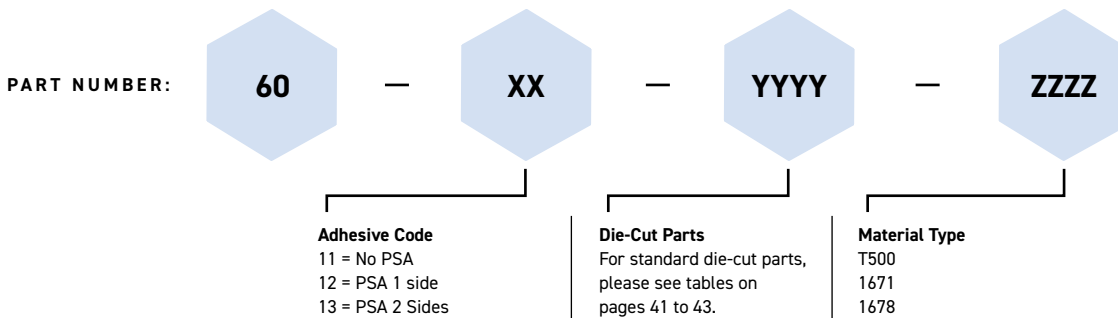 PART NUMBER: 60 — XX — YYYY — ZZZZ
Adhesive Code
11 = No PSA
12 = PSA 1 side
13 = PSA 2 Sides
Die-Cut Parts
For standard die-cut parts,
please see tables on
pages 41 to 43.
Material Type
T500
1671
1678